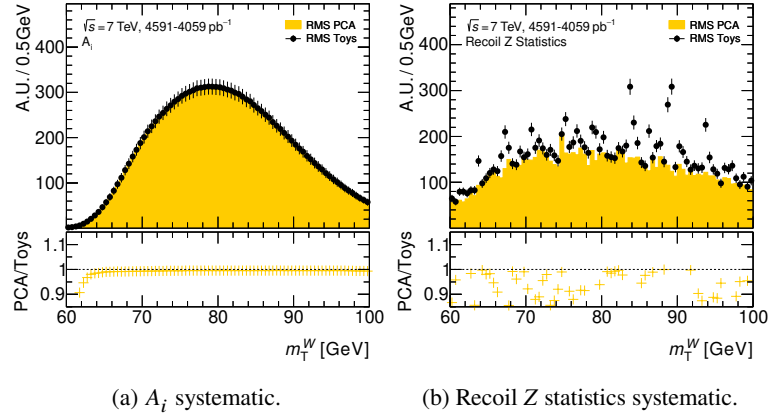 √s = 7 TeV, 4591-4059 pb⁻¹
A_i
RMS PCA
RMS Toys
A.U./ 0.5GeV
400
300
200
100
PCA/Toys
1.1
1
0.9
60 70 80 90 100
m_T^W [GeV]
(a) A_i systematic.
√s = 7 TeV, 4591-4059 pb⁻¹
Recoil Z Statistics
RMS PCA
RMS Toys
A.U./ 0.5GeV
400
300
200
100
PCA/Toys
1.1
1
0.9
60 70 80 90 100
m_T^W [GeV]
(b) Recoil Z statistics systematic.